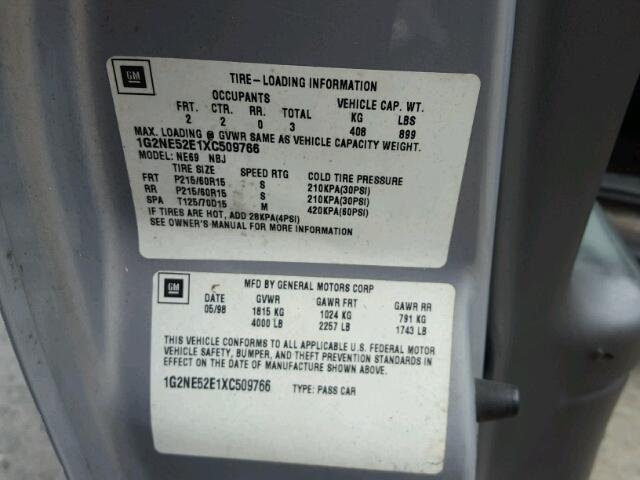 GM
TIRE-LOADING INFORMATION
OCCUPANTS VEHICLE CAP. WT.
FRT. CTR. RR. TOTAL KG LBS
2 2 0 3 408 899
MAX. LOADING @ GVWR SAME AS VEHICLE CAPACITY WEIGHT.
1G2NE52E1XC509766
MODEL: NE69 NBJ
TIRE SIZE SPEED RTG COLD TIRE PRESSURE
FRT P215/60R15 S 210KPA(30PSI)
RR P215/60R15 S 210KPA(30PSI)
SPA T125/70D15 M 420KPA(60PSI)
IF TIRES ARE HOT, ADD 28KPA(4PSI)
SEE OWNER'S MANUAL FOR MORE INFORMATION
GM
MFD BY GENERAL MOTORS CORP
DATE GVWR GAWR FRT GAWR RR
05/98 1815 KG 1024 KG 791 KG
4000 LB 2257 LB 1743 LB
THIS VEHICLE CONFORMS TO ALL APPLICABLE U.S. FEDERAL MOTOR
VEHICLE SAFETY, BUMPER, AND THEFT PREVENTION STANDARDS IN
EFFECT ON THE DATE OF MANUFACTURE SHOWN ABOVE.
1G2NE52E1XC509766 TYPE: PASS CAR